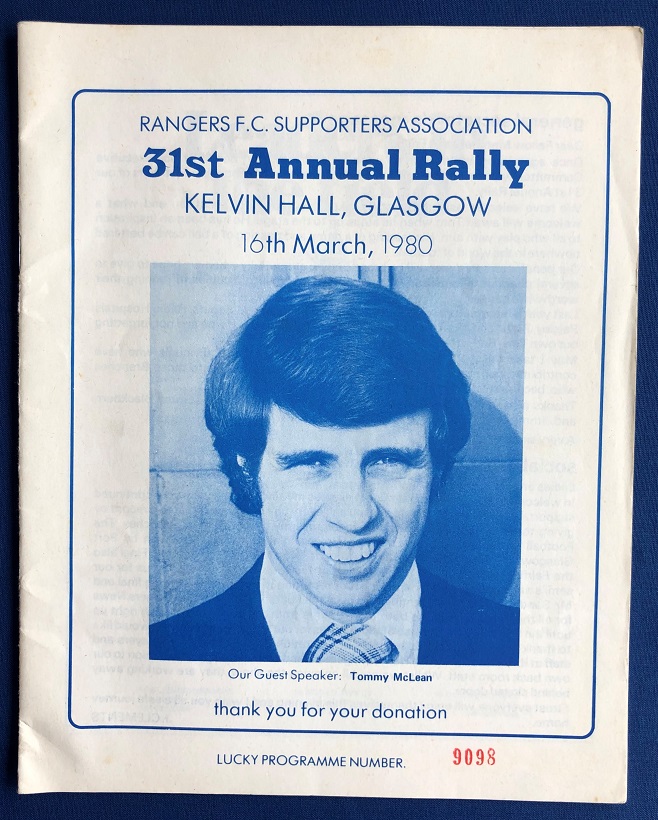 RANGERS F.C. SUPPORTERS ASSOCIATION
31st Annual Rally
KELVIN HALL, GLASGOW
16th March, 1980
Our Guest Speaker: Tommy McLean
thank you for your donation
LUCKY PROGRAMME NUMBER. 9098